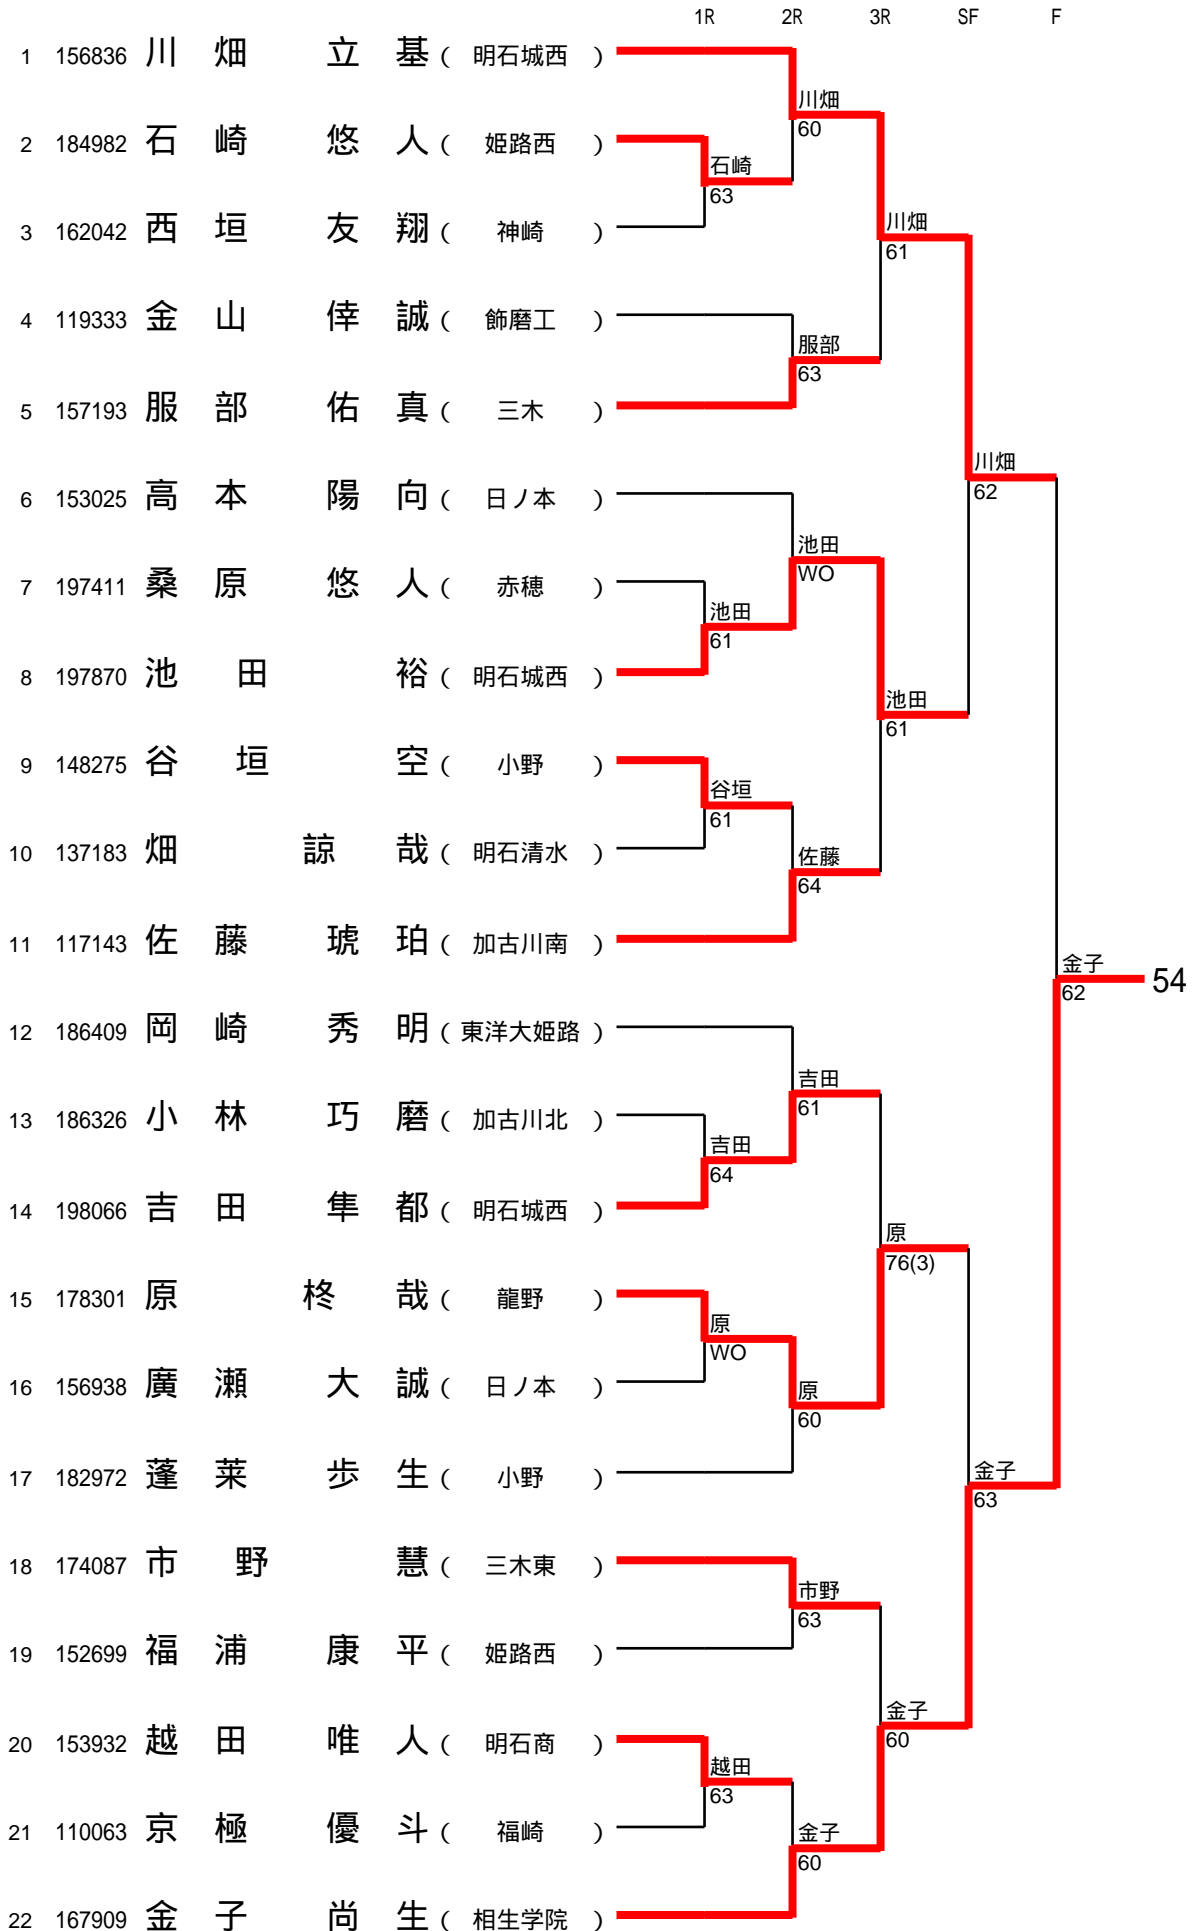 1R 2R 3R SF F
1 156836 川畑 立基 ( 明石城西 )
川畑
60
2 184982 石崎 悠人 ( 姫路西 )
石崎
63
3 162042 西垣 友翔 ( 神崎 )
川畑
61
4 119333 金山 倖誠 ( 飾磨工 )
服部
63
5 157193 服部 佑真 ( 三木 )
川畑
62
6 153025 高本 陽向 ( 日ノ本 )
池田
WO
7 197411 桑原 悠人 ( 赤穂 )
池田
61
8 197870 池田 裕 ( 明石城西 )
池田
61
9 148275 谷垣 空 ( 小野 )
谷垣
61
10 137183 畑 諒哉 ( 明石清水 )
佐藤
64
11 117143 佐藤 琥珀 ( 加古川南 )
金子
62
54
12 186409 岡崎 秀明 ( 東洋大姫路 )
吉田
61
13 186326 小林 巧磨 ( 加古川北 )
吉田
64
14 198066 吉田 隼都 ( 明石城西 )
原
76(3)
15 178301 原 柊哉 ( 龍野 )
原
WO
16 156938 廣瀬 大誠 ( 日ノ本 )
原
60
17 182972 蓬莱 歩生 ( 小野 )
金子
63
18 174087 市野 慧 ( 三木東 )
市野
63
19 152699 福浦 康平 ( 姫路西 )
金子
60
20 153932 越田 唯人 ( 明石商 )
越田
63
21 110063 京極 優斗 ( 福崎 )
金子
60
22 167909 金子 尚生 ( 相生学院 )